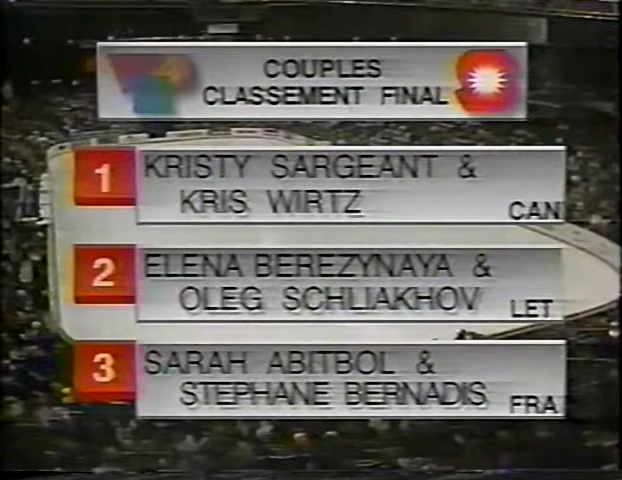 COUPLES
CLASSEMENT FINAL
1 KRISTY SARGEANT &
KRIS WIRTZ CAN
2 ELENA BEREZYNAYA &
OLEG SCHLIAKHOV LET
3 SARAH ABITBOL &
STEPHANE BERNADIS FRA